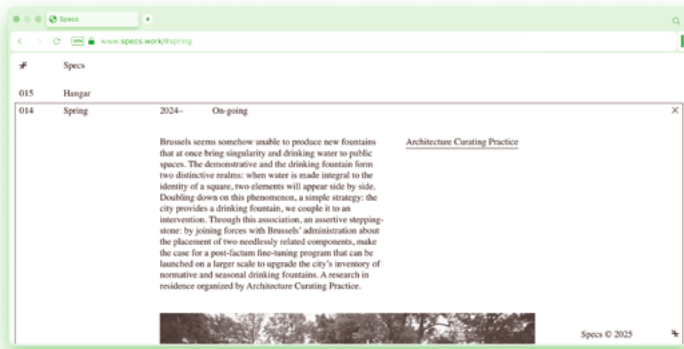 Specs
VPN www.specs.work/#spring
# Specs
015 Hangar
014 Spring 2024– On-going
Brussels seems somehow unable to produce new fountains
that at once bring singularity and drinking water to public
spaces. The demonstrative and the drinking fountain form
two distinctive realms: when water is made integral to the
identity of a square, two elements will appear side by side.
Doubling down on this phenomenon, a simple strategy: the
city provides a drinking fountain, we couple it to an
intervention. Through this association, an assertive stepping-
stone: by joining forces with Brussels' administration about
the placement of two needlessly related components, make
the case for a post-factum fine-tuning program that can be
launched on a larger scale to upgrade the city's inventory of
normative and seasonal drinking fountains. A research in
residence organized by Architecture Curating Practice.
Architecture Curating Practice
Specs © 2025